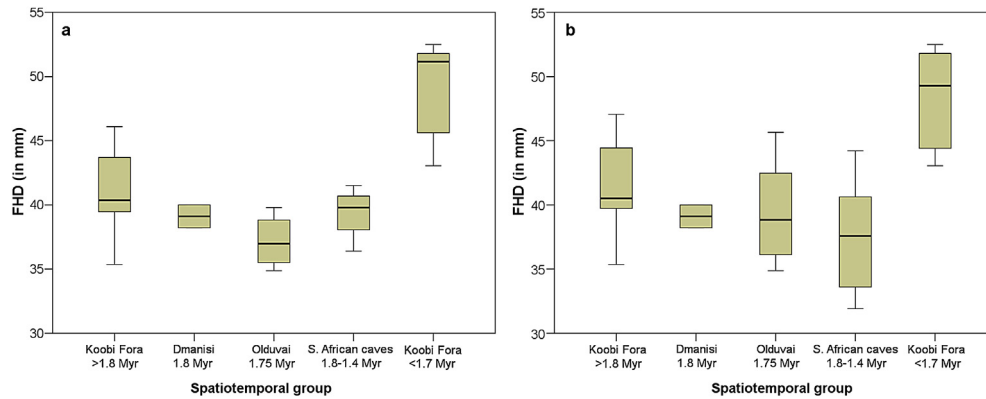 a
FHD (in mm)
55
50
45
40
35
30
Koobi Fora
>1.8 Myr
Dmanisi
1.8 Myr
Olduvai
1.75 Myr
S. African caves
1.8-1.4 Myr
Koobi Fora
<1.7 Myr
Spatiotemporal group
b
FHD (in mm)
55
50
45
40
35
30
Koobi Fora
>1.8 Myr
Dmanisi
1.8 Myr
Olduvai
1.75 Myr
S. African caves
1.8-1.4 Myr
Koobi Fora
<1.7 Myr
Spatiotemporal group